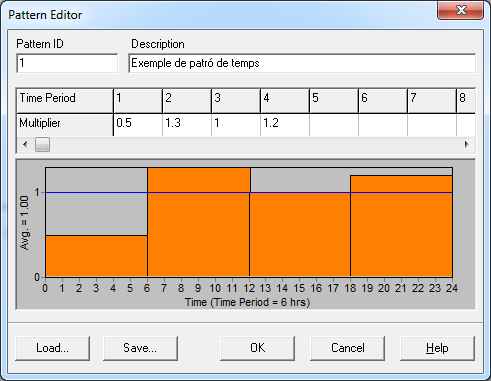 Pattern Editor
Pattern ID Description
1 Exemple de patró de temps
Time Period 1 2 3 4 5 6 7 8
Multiplier 0.5 1.3 1 1.2
Avg. = 1.00
1
0
0 1 2 3 4 5 6 7 8 9 10 11 12 13 14 15 16 17 18 19 20 21 22 23 24
Time (Time Period = 6 hrs)
Load... Save... OK Cancel Help